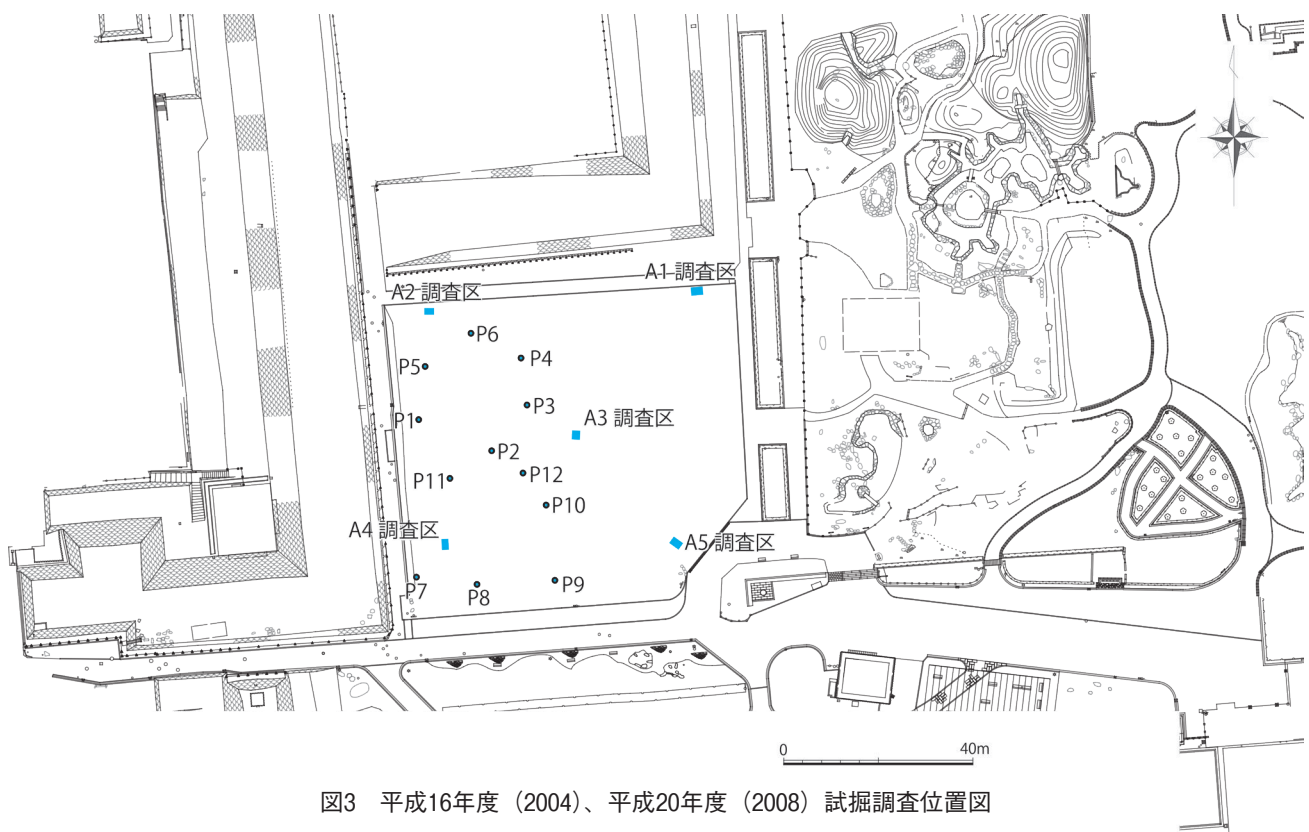 A1 調査区
A2 調査区
P6
P4
P5
P3
P1
A3 調査区
P2
P12
P11
P10
A4 調査区
A5 調査区
P7
P8
P9
0 40m
図3 平成16年度（2004）、平成20年度（2008）試掘調査位置図